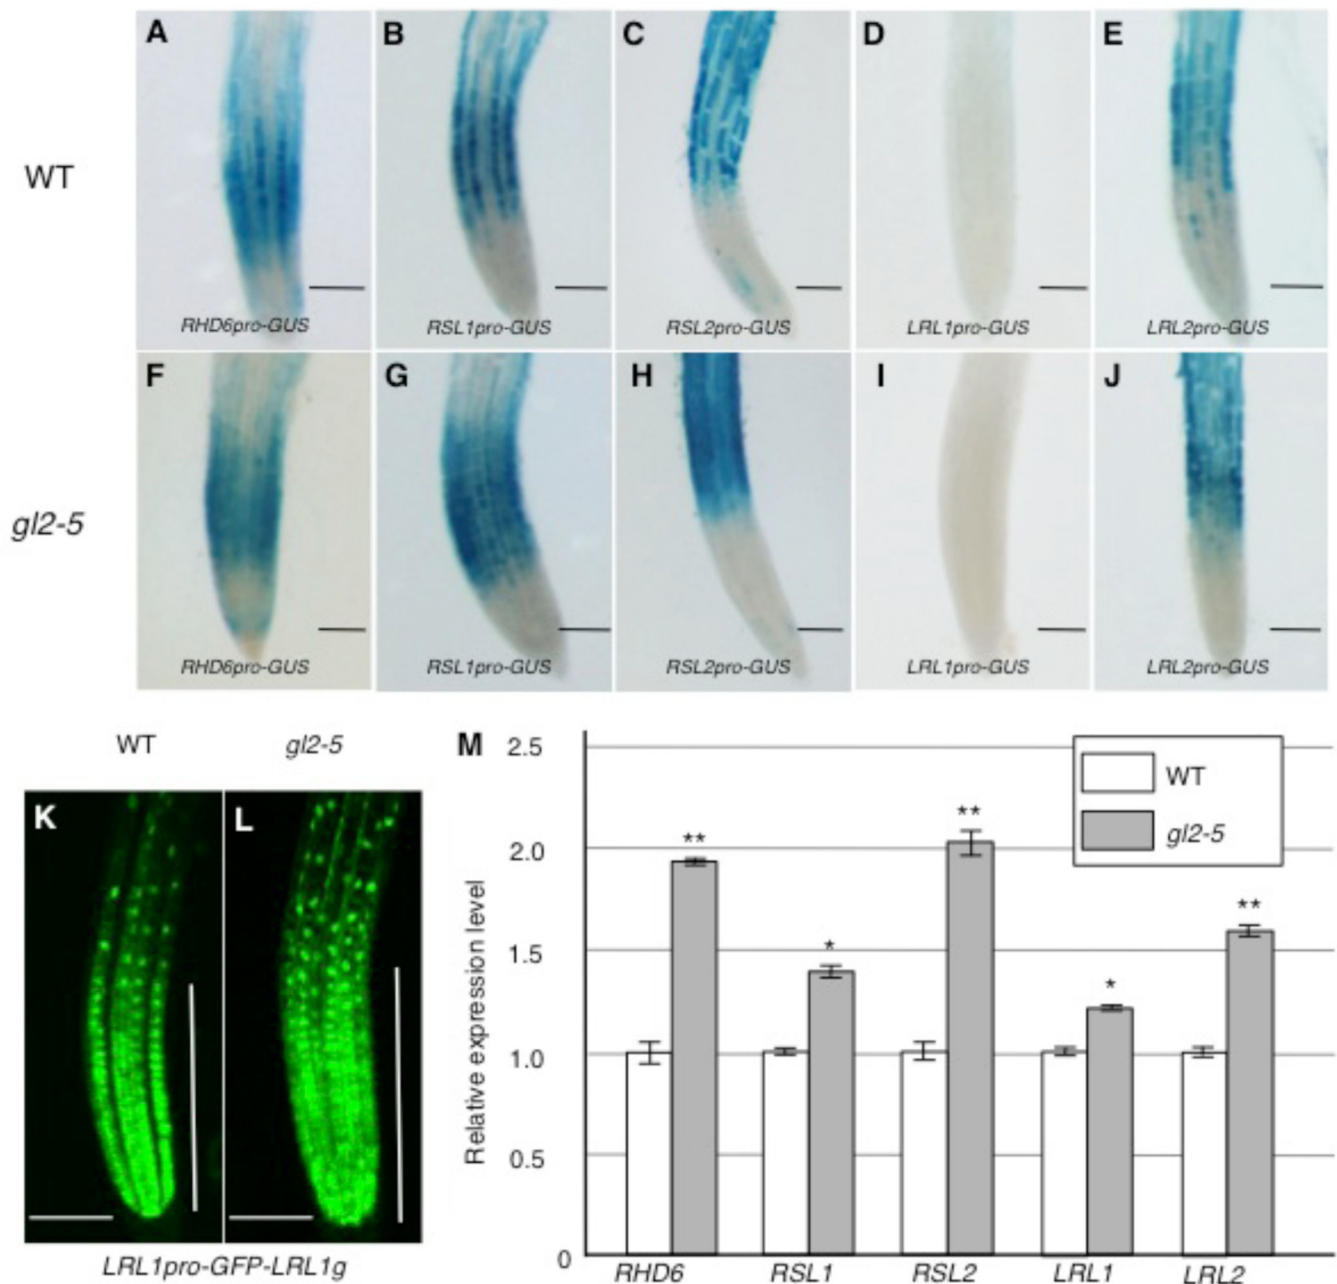 A B C D E
WT
RHD6pro-GUS RSL1pro-GUS RSL2pro-GUS LRL1pro-GUS LRL2pro-GUS
F G H I J
gl2-5
RHD6pro-GUS RSL1pro-GUS RSL2pro-GUS LRL1pro-GUS LRL2pro-GUS
WT gl2-5
K L
LRL1pro-GFP-LRL1g
M
2.5
2.0
1.5
1.0
0.5
0
Relative expression level
WT
gl2-5
** * ** * **
RHD6 RSL1 RSL2 LRL1 LRL2